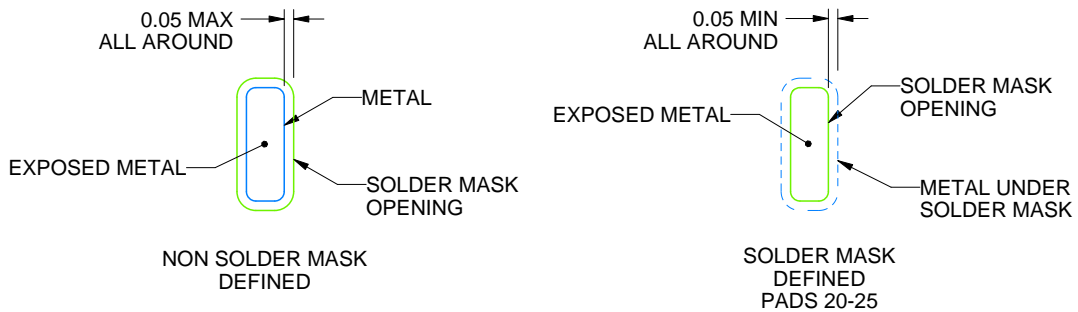 0.05 MAX
ALL AROUND
METAL
EXPOSED METAL
SOLDER MASK
OPENING
NON SOLDER MASK
DEFINED
0.05 MIN
ALL AROUND
SOLDER MASK
OPENING
EXPOSED METAL
METAL UNDER
SOLDER MASK
SOLDER MASK
DEFINED
PADS 20-25